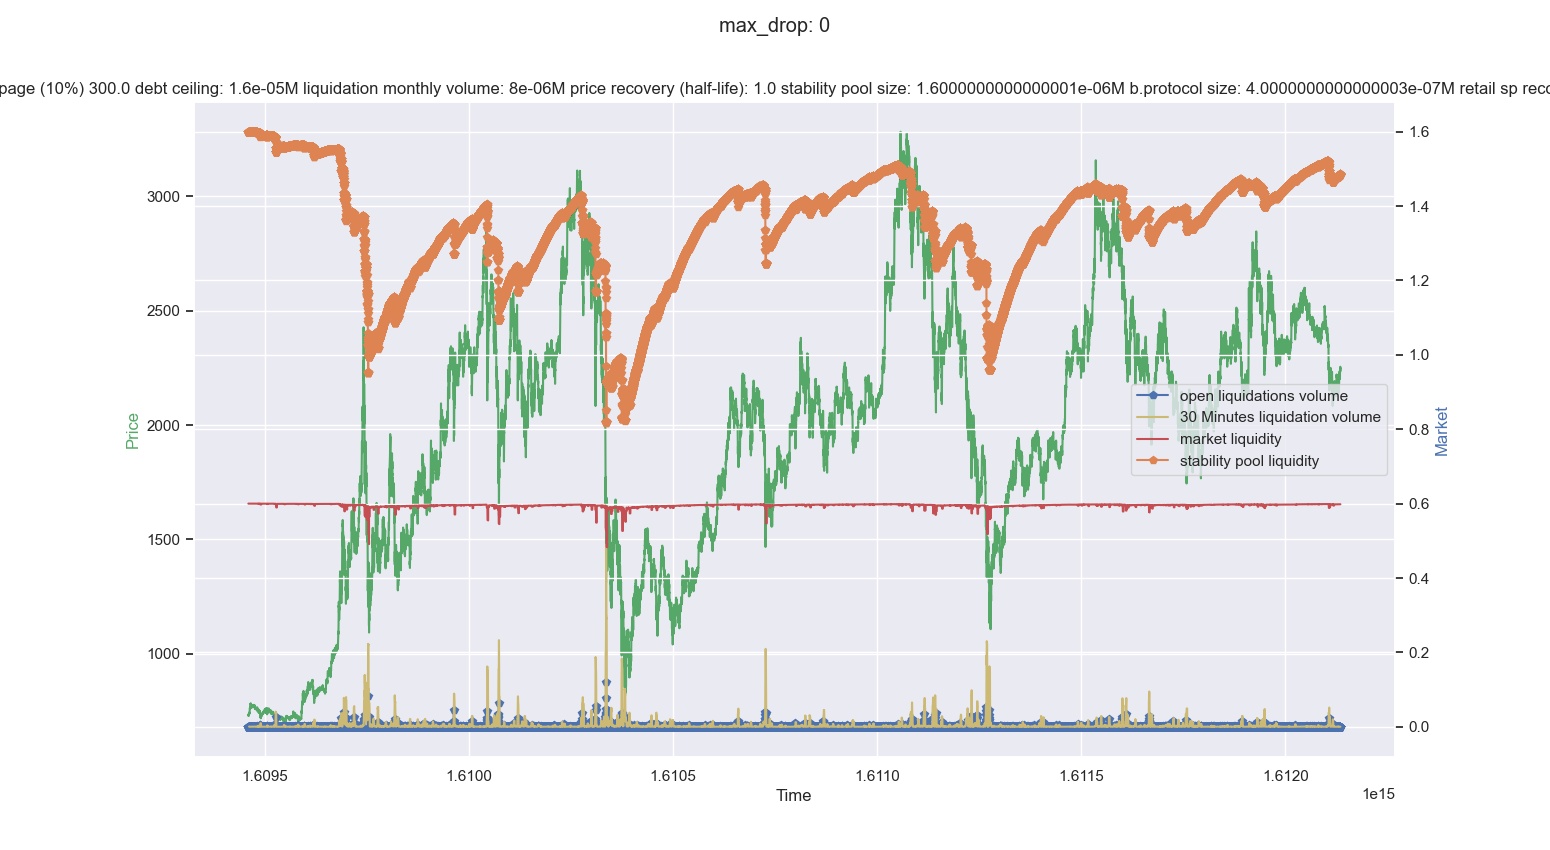 max_drop: 0
page (10%) 300.0 debt ceiling: 1.6e-05M liquidation monthly volume: 8e-06M price recovery (half-life): 1.0 stability pool size: 1.6000000000000001e-06M b.protocol size: 4.0000000000000003e-07M retail sp reco
3000
2500
2000
1500
1000
Price
1.6
1.4
1.2
1.0
0.8
0.6
0.4
0.2
0.0
Market
open liquidations volume
30 Minutes liquidation volume
market liquidity
stability pool liquidity
1.6095
1.6100
1.6105
1.6110
1.6115
1.6120
Time
1e15